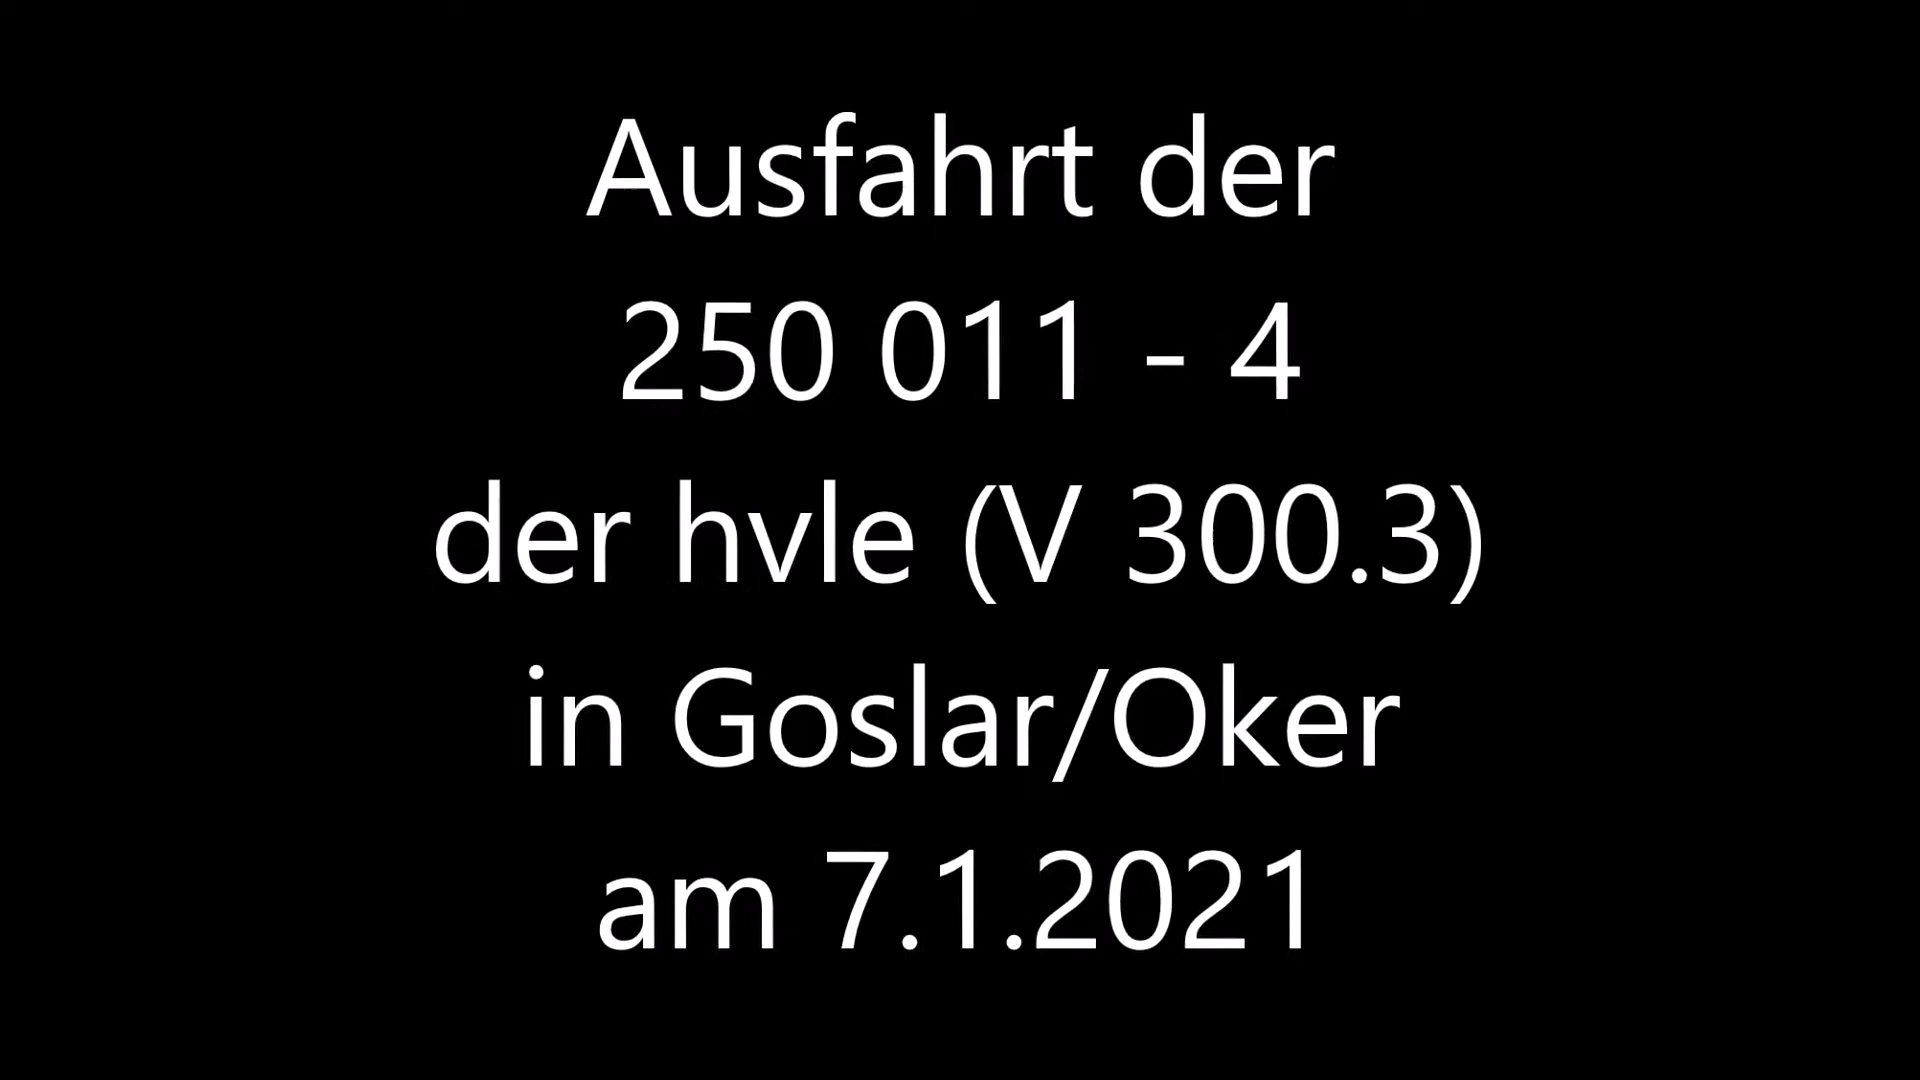 Ausfahrt der
250 011 - 4
der hvle (V 300.3)
in Goslar/Oker
am 7.1.2021